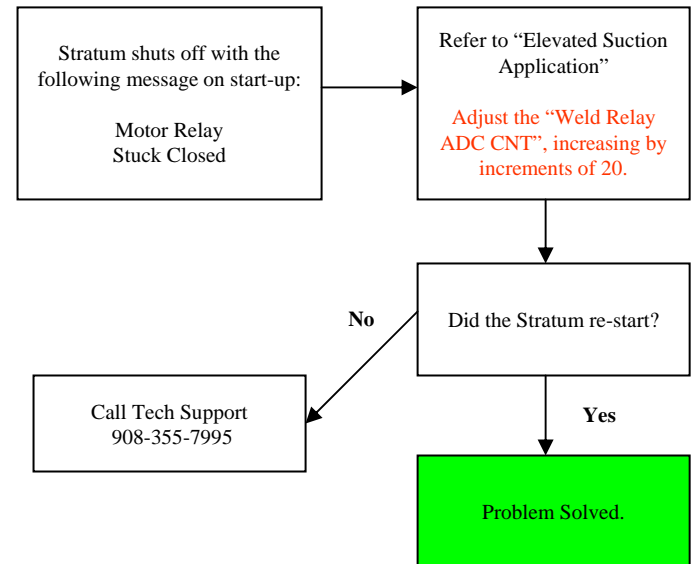 Stratum shuts off with the
following message on start-up:
Motor Relay
Stuck Closed
Refer to “Elevated Suction
Application”
Adjust the “Weld Relay
ADC CNT”, increasing by
increments of 20.
Did the Stratum re-start?
No
Call Tech Support
908-355-7995
Yes
Problem Solved.